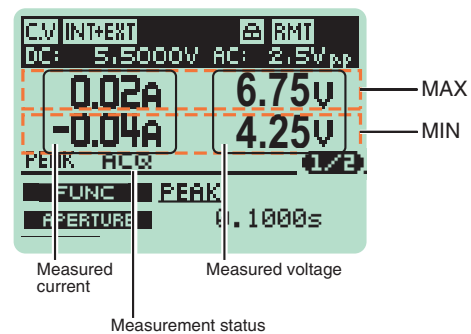 C.V INT+EXT RMT
DC: 5.5000V AC: 2.5Vpp
0.02A 6.75V MAX
-0.04A 4.25V MIN
PEAK ACQ 1/2
FUNC PEAK
APERTURE 0.1000s
Measured current
Measured voltage
Measurement status